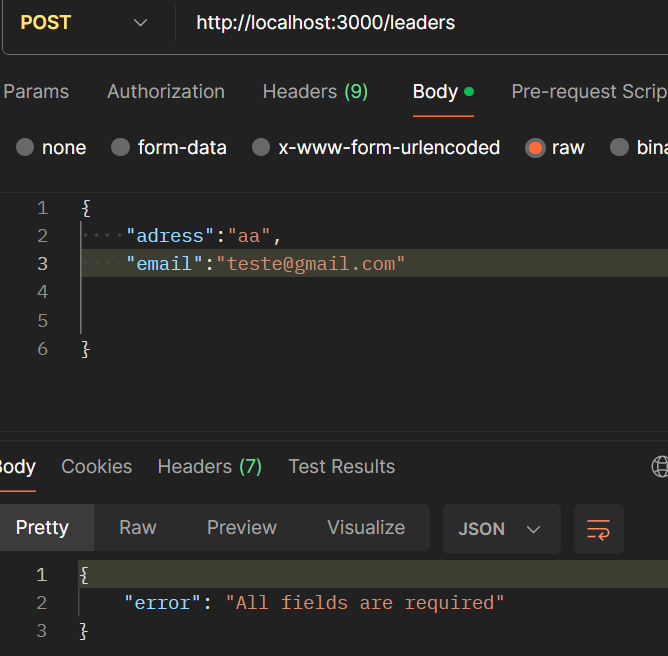 POST http://localhost:3000/leaders
Params Authorization Headers (9) Body Pre-request Scrip
none form-data x-www-form-urlencoded raw bina
1 {
2 "adress":"aa",
3 "email":"teste@gmail.com"
4
5
6 }
Body Cookies Headers (7) Test Results
Pretty Raw Preview Visualize JSON
1 {
2 "error": "All fields are required"
3 }